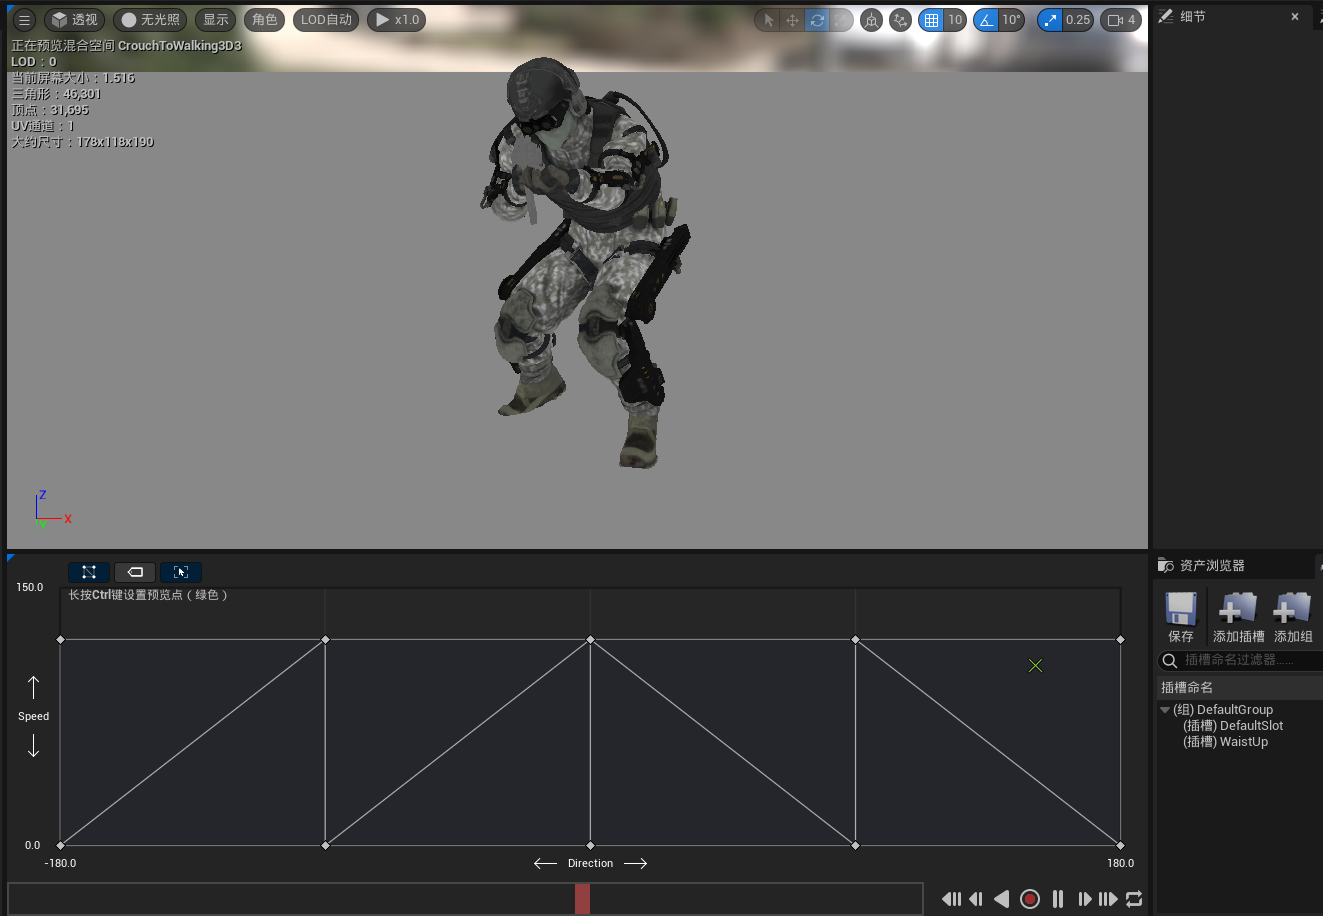 透视
无光照
显示
角色
LOD自动
x1.0
10
10°
0.25
4
细节
正在预览混合空间 CrouchToWalking3D3
LOD：0
当前屏幕大小：1.516
三角形：46,301
顶点：31,695
UV通道：1
大约尺寸：178x118x190
Z
X
150.0
长按Ctrl键设置预览点（绿色）
Speed
0.0
-180.0
Direction
180.0
资产浏览器
保存
添加插槽
添加组
插槽命名过滤器......
插槽命名
(组) DefaultGroup
(插槽) DefaultSlot
(插槽) WaistUp